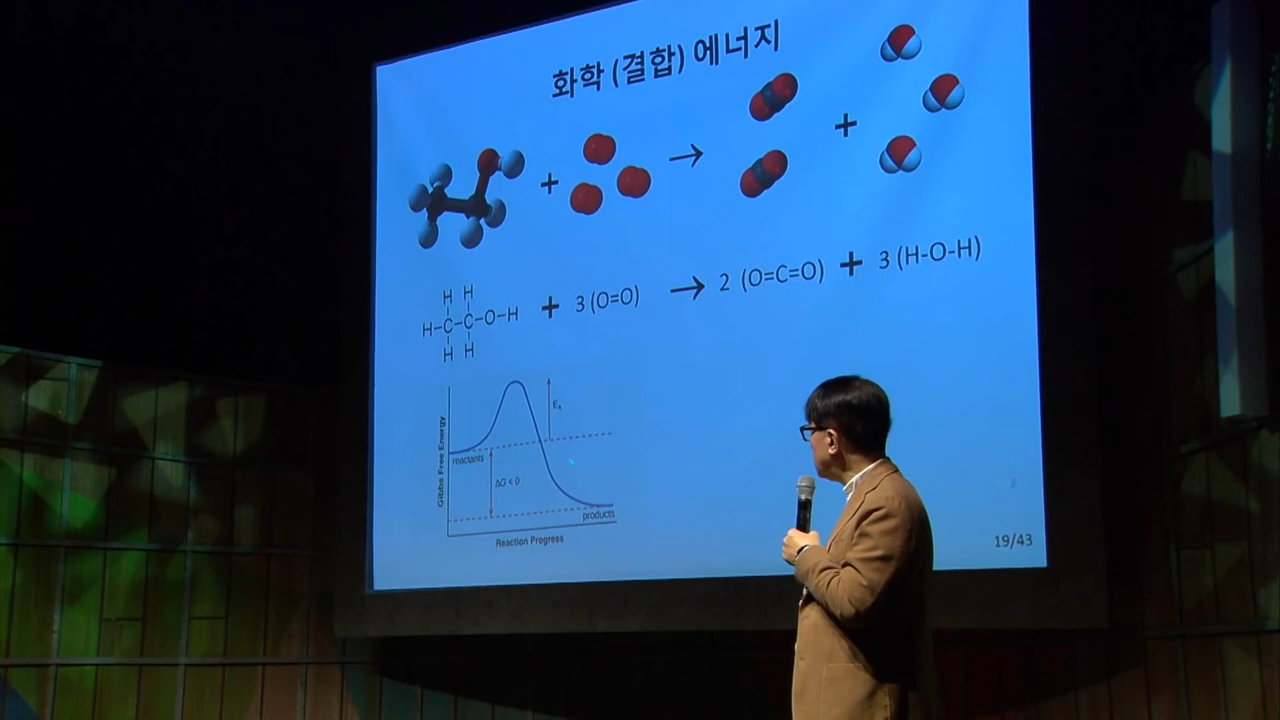 화학 (결합) 에너지
+ → +
H H
H-C-C-O-H + 3 (O=O) → 2 (O=C=O) + 3 (H-O-H)
H H
Gibbs Free Energy
E_A
reactants
ΔG < 0
products
Reaction Progress
19/43